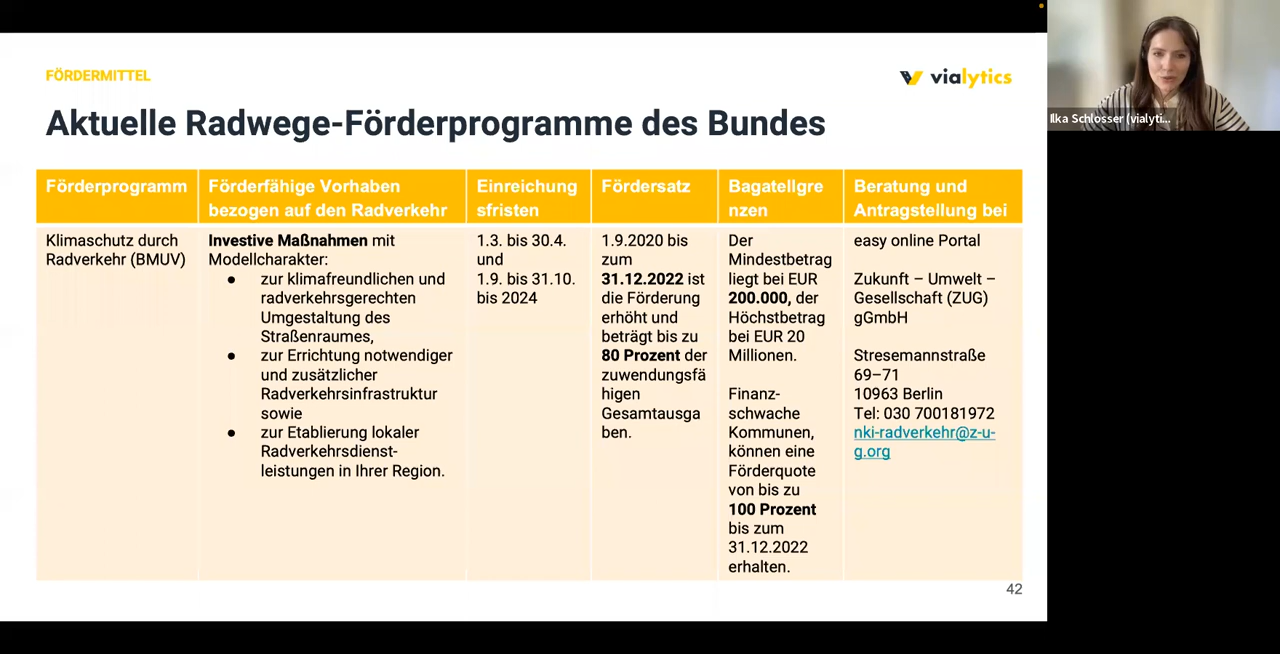 FÖRDERMITTEL
vialytics
Aktuelle Radwege-Förderprogramme des Bundes
Ilka Schlosser (vialyti...
Förderprogramm
Förderfähige Vorhaben
bezogen auf den Radverkehr
Einreichung
sfristen
Fördersatz
Bagatellgre
nzen
Beratung und
Antragstellung bei
Klimaschutz durch
Radverkehr (BMUV)
Investive Maßnahmen mit
Modellcharakter:
● zur klimafreundlichen und
radverkehrsgerechten
Umgestaltung des
Straßenraumes,
● zur Errichtung notwendiger
und zusätzlicher
Radverkehrsinfrastruktur
sowie
● zur Etablierung lokaler
Radverkehrsdienst-
leistungen in Ihrer Region.
1.3. bis 30.4.
und
1.9. bis 31.10.
bis 2024
1.9.2020 bis
zum
31.12.2022 ist
die Förderung
erhöht und
beträgt bis zu
80 Prozent der
zuwendungsfä
higen
Gesamtausga
ben.
Der
Mindestbetrag
liegt bei EUR
200.000, der
Höchstbetrag
bei EUR 20
Millionen.
Finanz-
schwache
Kommunen,
können eine
Förderquote
von bis zu
100 Prozent
bis zum
31.12.2022
erhalten.
easy online Portal
Zukunft – Umwelt –
Gesellschaft (ZUG)
gGmbH
Stresemannstraße
69–71
10963 Berlin
Tel: 030 700181972
nki-radverkehr@z-u-
g.org
42